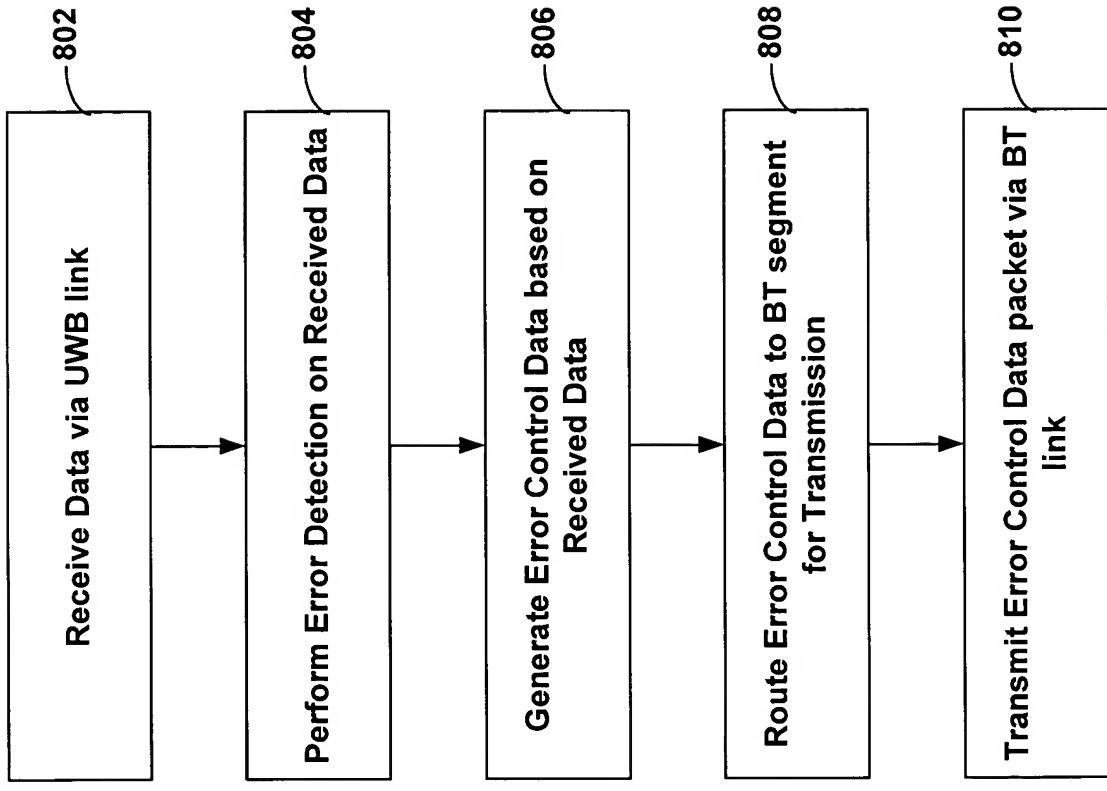 802
Receive Data via UWB link
804
Perform Error Detection on Received Data
806
Generate Error Control Data based on
Received Data
808
Route Error Control Data to BT segment
for Transmission
810
Transmit Error Control Data packet via BT
link